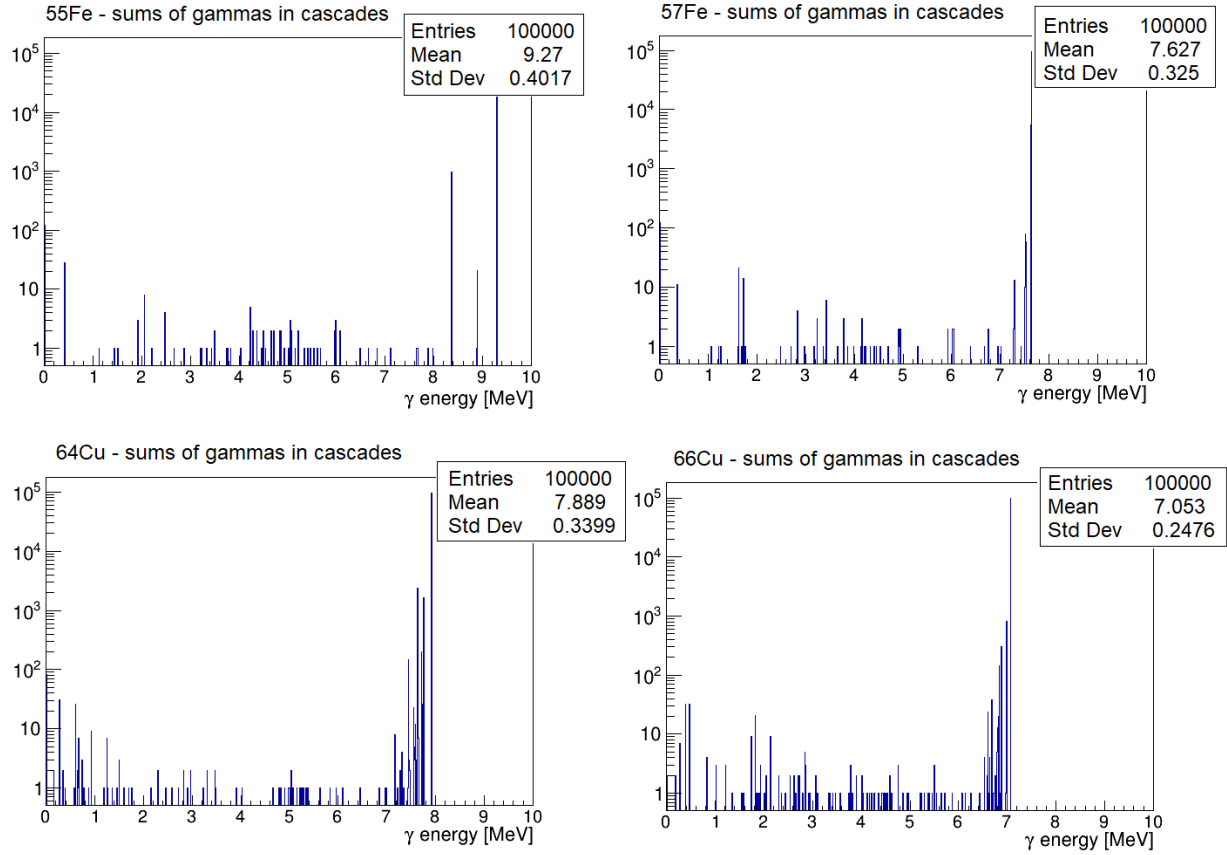 55Fe - sums of gammas in cascades
Entries 100000
Mean 9.27
Std Dev 0.4017
10^5
10^4
10^3
10^2
10
1
0 1 2 3 4 5 6 7 8 9 10
γ energy [MeV]
57Fe - sums of gammas in cascades
Entries 100000
Mean 7.627
Std Dev 0.325
10^5
10^4
10^3
10^2
10
1
0 1 2 3 4 5 6 7 8 9 10
γ energy [MeV]
64Cu - sums of gammas in cascades
Entries 100000
Mean 7.889
Std Dev 0.3399
10^5
10^4
10^3
10^2
10
1
0 1 2 3 4 5 6 7 8 9 10
γ energy [MeV]
66Cu - sums of gammas in cascades
Entries 100000
Mean 7.053
Std Dev 0.2476
10^5
10^4
10^3
10^2
10
1
0 1 2 3 4 5 6 7 8 9 10
γ energy [MeV]